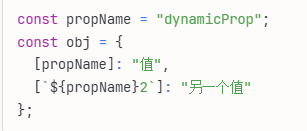 const propName = "dynamicProp";
const obj = {
  [propName]: "值",
  [`${propName}2`]: "另一个值"
};